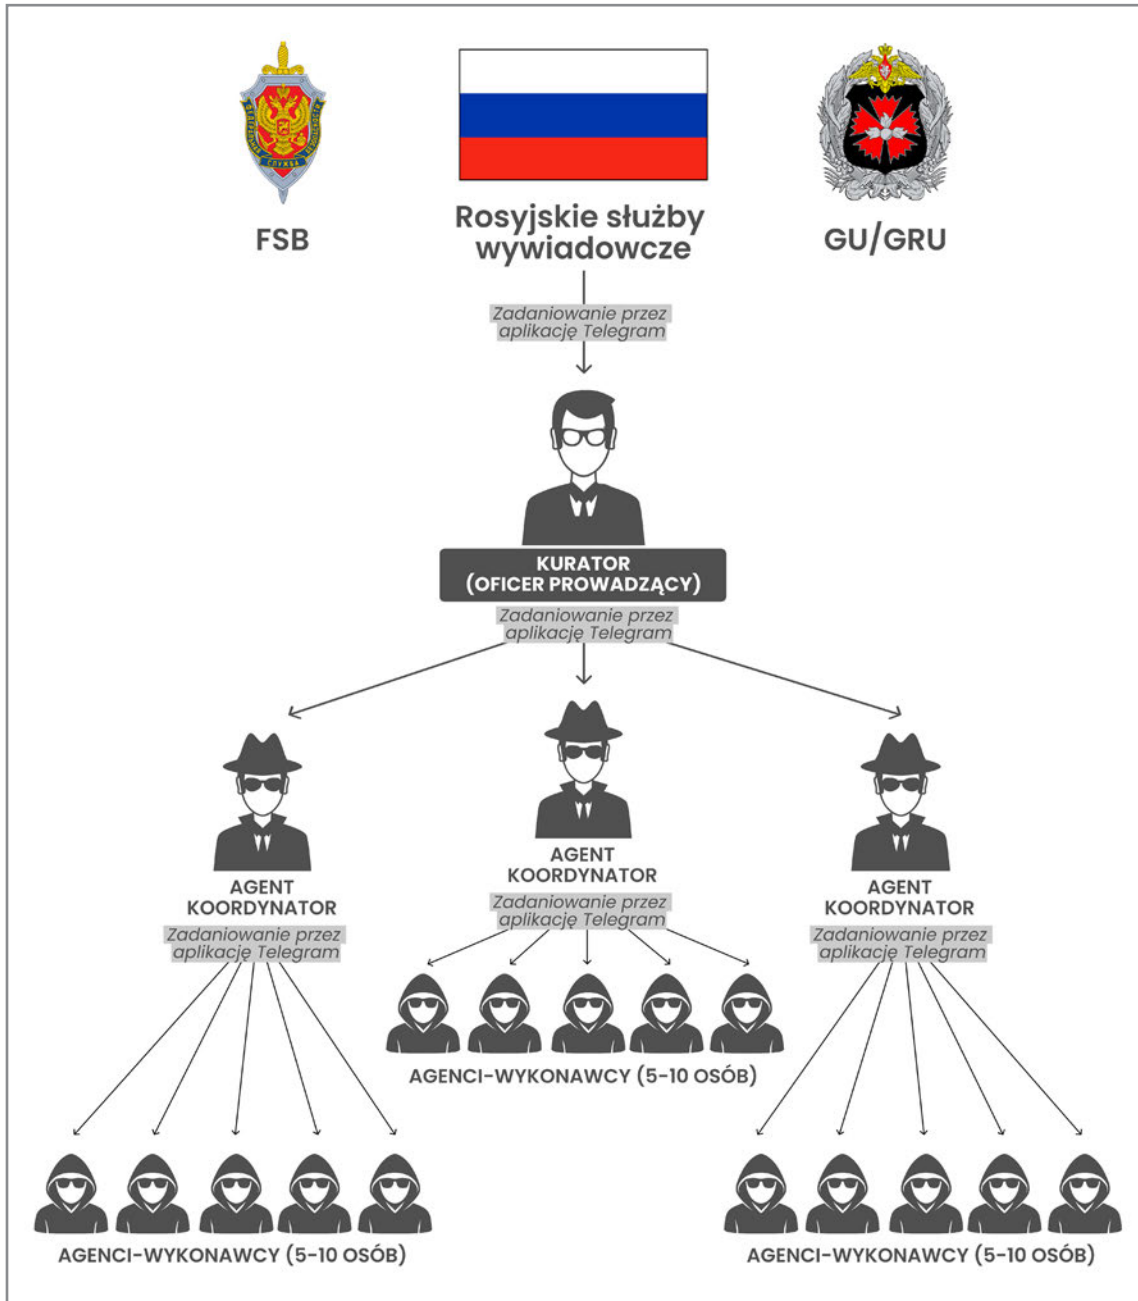 FSB
Rosyjskie służby
wywiadowcze
GU/GRU
Zadaniowanie przez
aplikację Telegram
KURATOR
(OFICER PROWADZĄCY)
Zadaniowanie przez
aplikację Telegram
AGENT
KOORDYNATOR
Zadaniowanie przez
aplikację Telegram
AGENT
KOORDYNATOR
Zadaniowanie przez
aplikację Telegram
AGENT
KOORDYNATOR
Zadaniowanie przez
aplikację Telegram
AGENCI-WYKONAWCY (5-10 OSÓB)
AGENCI-WYKONAWCY (5-10 OSÓB)
AGENCI-WYKONAWCY (5-10 OSÓB)